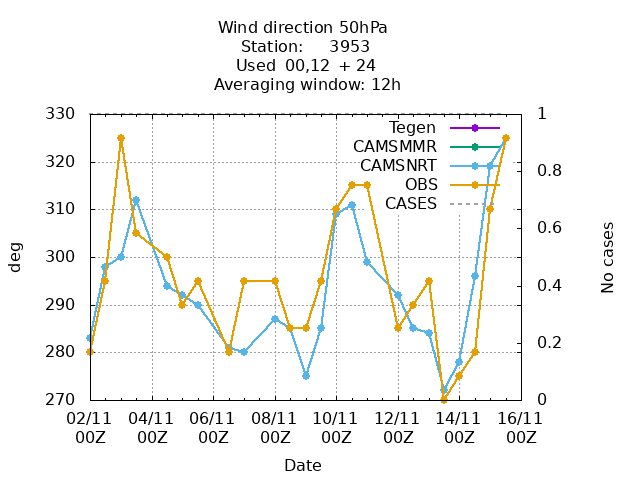 Wind direction 50hPa
Station: 3953
Used 00,12 + 24
Averaging window: 12h
330
320
310
300
290
280
270
deg
1
0.8
0.6
0.4
0.2
0
No cases
Tegen
CAMSMMR
CAMSNRT
OBS
CASES
02/11 04/11 06/11 08/11 10/11 12/11 14/11 16/11
00Z 00Z 00Z 00Z 00Z 00Z 00Z 00Z
Date